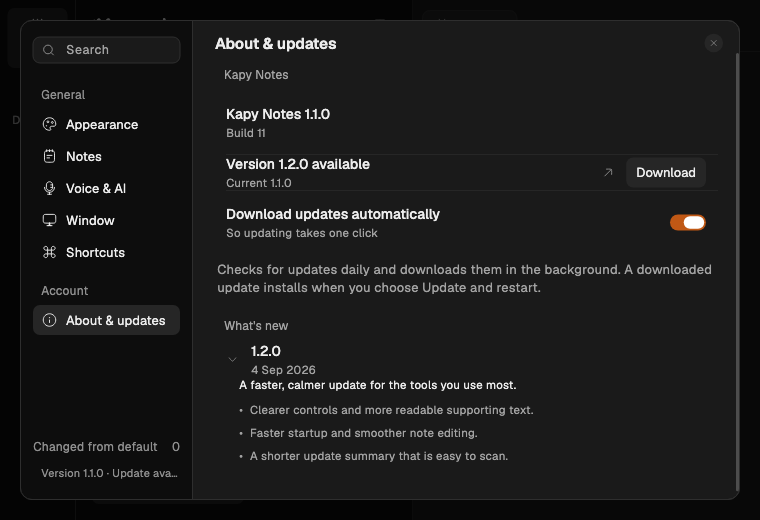 Search
General
Appearance
Notes
Voice & AI
Window
Shortcuts
Account
About & updates
Changed from default 0
Version 1.1.0 · Update ava…
About & updates
Kapy Notes
Kapy Notes 1.1.0
Build 11
Version 1.2.0 available
Current 1.1.0
Download
Download updates automatically
So updating takes one click
Checks for updates daily and downloads them in the background. A downloaded
update installs when you choose Update and restart.
What's new
1.2.0
4 Sep 2026
A faster, calmer update for the tools you use most.
• Clearer controls and more readable supporting text.
• Faster startup and smoother note editing.
• A shorter update summary that is easy to scan.